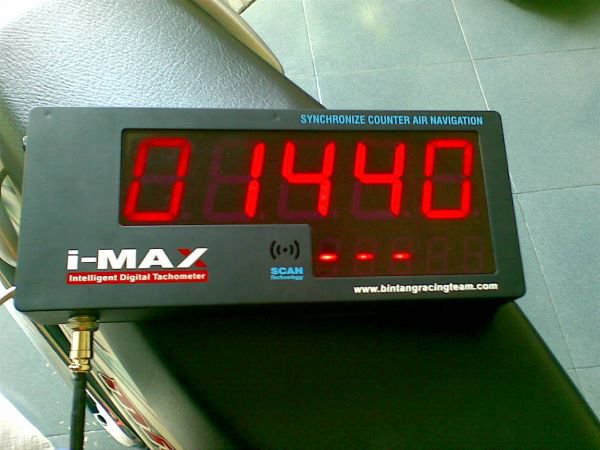 SYNCHRONIZE COUNTER AIR NAVIGATION
01440
i-MAX
Intelligent Digital Tachometer
SCAN
Technology
- - -
www.bintangracingteam.com